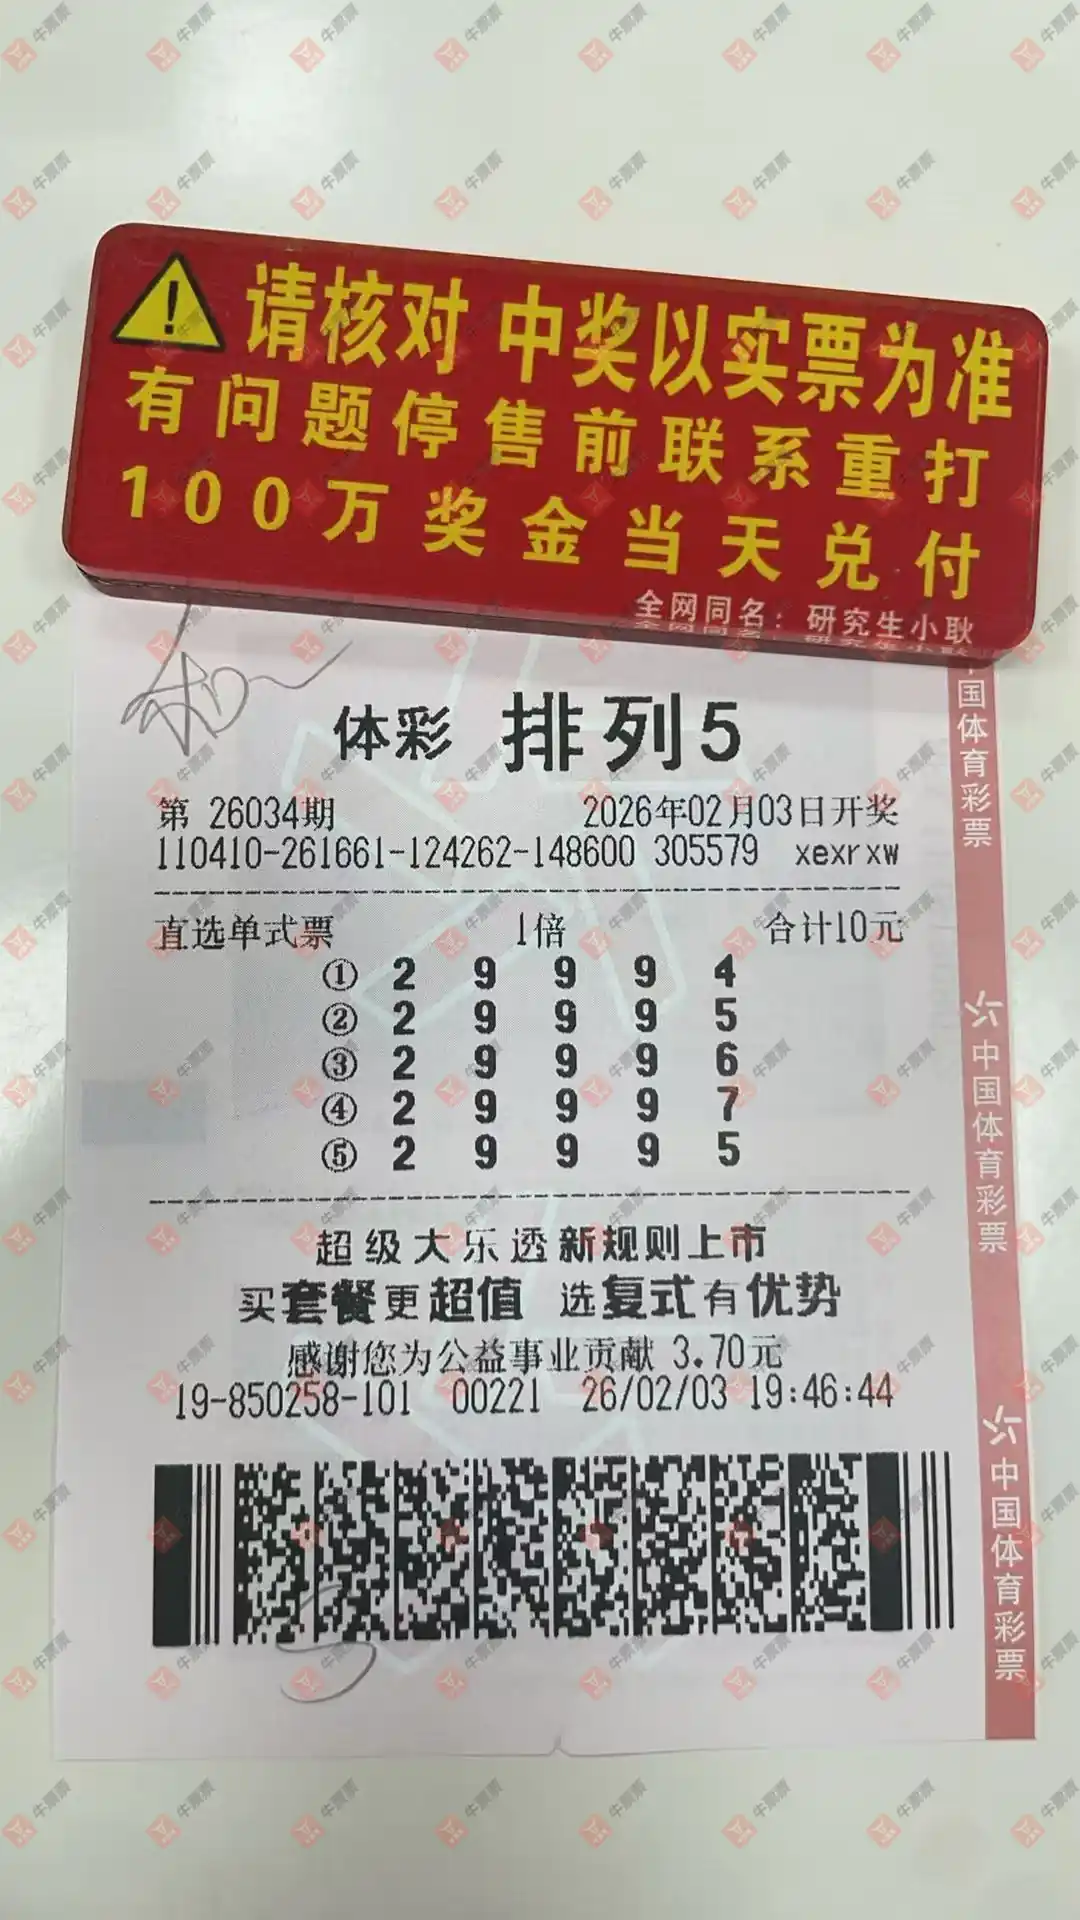 请核对 中奖以实票为准
有问题停售前联系重打
100万奖金当天兑付
全网同名：研究生小耿
体彩 排列5
第 26034期 2026年02月03日开奖
110410-261661-124262-148600 305579 xexrxw
直选单式票 1倍 合计10元
① 2 9 9 9 4
② 2 9 9 9 5
③ 2 9 9 9 6
④ 2 9 9 9 7
⑤ 2 9 9 9 5
超级大乐透新规则上市
买套餐更超值 选复式有优势
感谢您为公益事业贡献 3.70元
19-850258-101 00221 26/02/03 19:46:44
中国体育彩票
中国体育彩票
中国体育彩票
牛票票